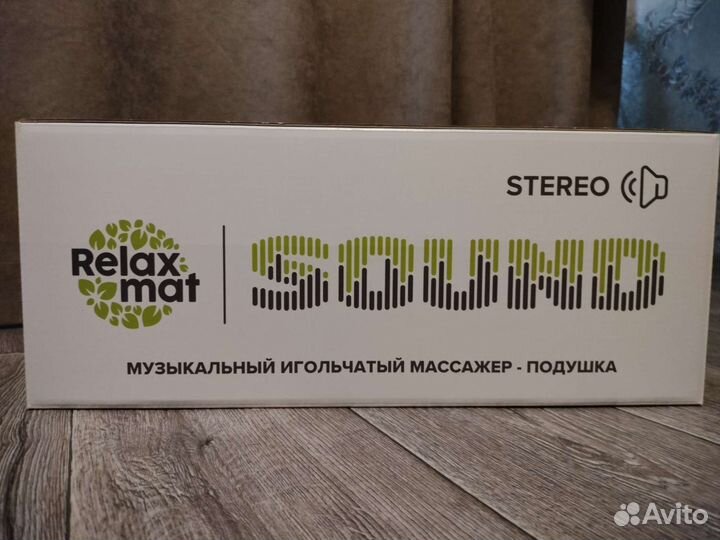 STEREO
Relax
mat
SOUND
МУЗЫКАЛЬНЫЙ ИГОЛЬЧАТЫЙ МАССАЖЕР - ПОДУШКА
Avito